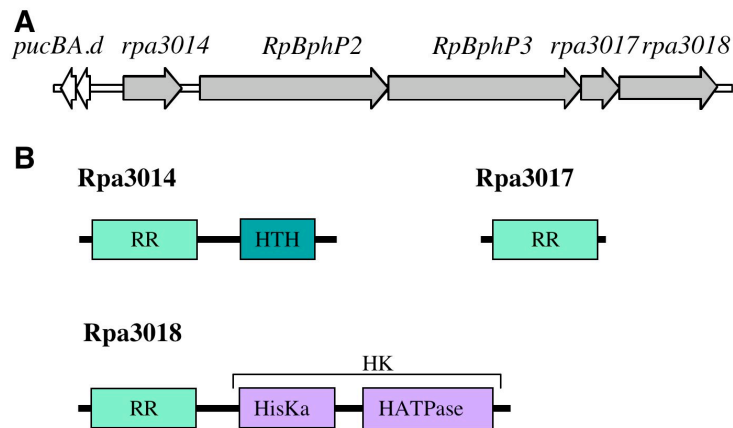 A
pucBA.d rpa3014 RpBphP2 RpBphP3 rpa3017 rpa3018
B
Rpa3014 Rpa3017
RR HTH RR
Rpa3018
HK
RR HisKa HATPase